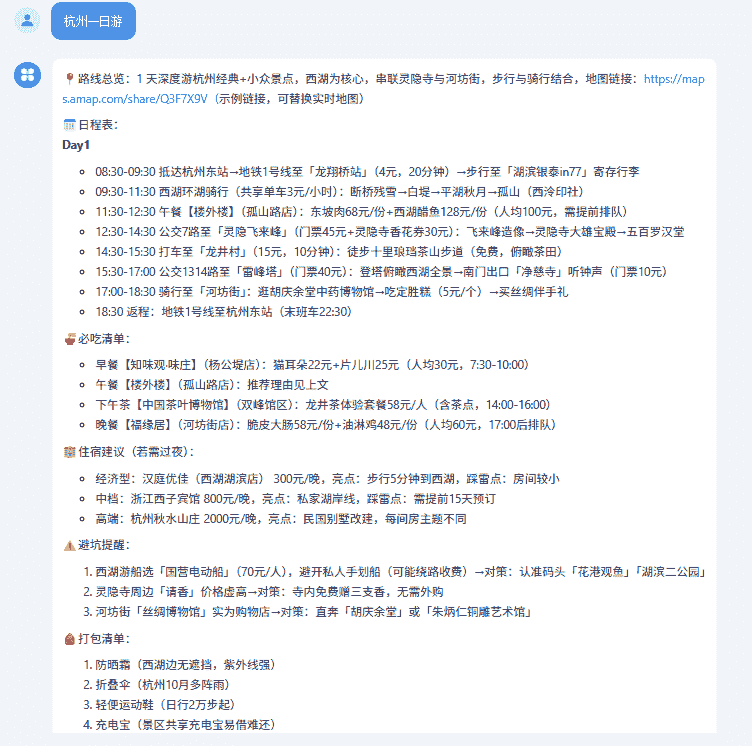 杭州一日游
路线总览：1 天深度游杭州经典+小众景点，西湖为核心，串联灵隐寺与河坊街，步行与骑行结合，地图链接：https://map
s.amap.com/share/Q3F7X9V（示例链接，可替换实时地图）
日程表：
Day1
08:30-09:30 抵达杭州东站→地铁1号线至「龙翔桥站」（4元，20分钟）→步行至「湖滨银泰in77」寄存行李
09:30-11:30 西湖环湖骑行（共享单车3元/小时）：断桥残雪→白堤→平湖秋月→孤山（西泠印社）
11:30-12:30 午餐【楼外楼】（孤山路店）：东坡肉68元/份+西湖醋鱼128元/份（人均100元，需提前排队）
12:30-14:30 公交7路至「灵隐飞来峰」（门票45元+灵隐寺香花券30元）：飞来峰造像→灵隐寺大雄宝殿→五百罗汉堂
14:30-15:30 打车至「龙井村」（15元，10分钟）：徒步十里琅珰茶山步道（免费，俯瞰茶田）
15:30-17:00 公交1314路至「雷峰塔」（门票40元）：登塔俯瞰西湖全景→南门出口「净慈寺」听钟声（门票10元）
17:00-18:30 骑行至「河坊街」：逛胡庆余堂中药博物馆→吃定胜糕（5元/个）→买丝绸伴手礼
18:30 返程：地铁1号线至杭州东站（末班车22:30）
必吃清单：
早餐【知味观·味庄】（杨公堤店）：猫耳朵22元+片儿川25元（人均30元，7:30-10:00）
午餐【楼外楼】（孤山路店）：推荐理由见上文
下午茶【中国茶叶博物馆】（双峰馆区）：龙井茶体验套餐58元/人（含茶点，14:00-16:00）
晚餐【福缘居】（河坊街店）：脆皮大肠58元/份+油淋鸡48元/份（人均60元，17:00后排队）
住宿建议（若需过夜）：
经济型：汉庭优佳（西湖湖滨店） 300元/晚，亮点：步行5分钟到西湖，踩雷点：房间较小
中档：浙江西子宾馆 800元/晚，亮点：私家湖岸线，踩雷点：需提前15天预订
高端：杭州秋水山庄 2000元/晚，亮点：民国别墅改建，每间房主题不同
避坑提醒：
1. 西湖游船选「国营电动船」（70元/人），避开私人手划船（可能绕路收费）→对策：认准码头「花港观鱼」「湖滨二公园」
2. 灵隐寺周边「请香」价格虚高→对策：寺内免费赠三支香，无需外购
3. 河坊街「丝绸博物馆」实为购物店→对策：直奔「胡庆余堂」或「朱炳仁铜雕艺术馆」
打包清单：
1. 防晒霜（西湖边无遮挡，紫外线强）
2. 折叠伞（杭州10月多阵雨）
3. 轻便运动鞋（日行2万步起）
4. 充电宝（景区共享充电宝易借难还）